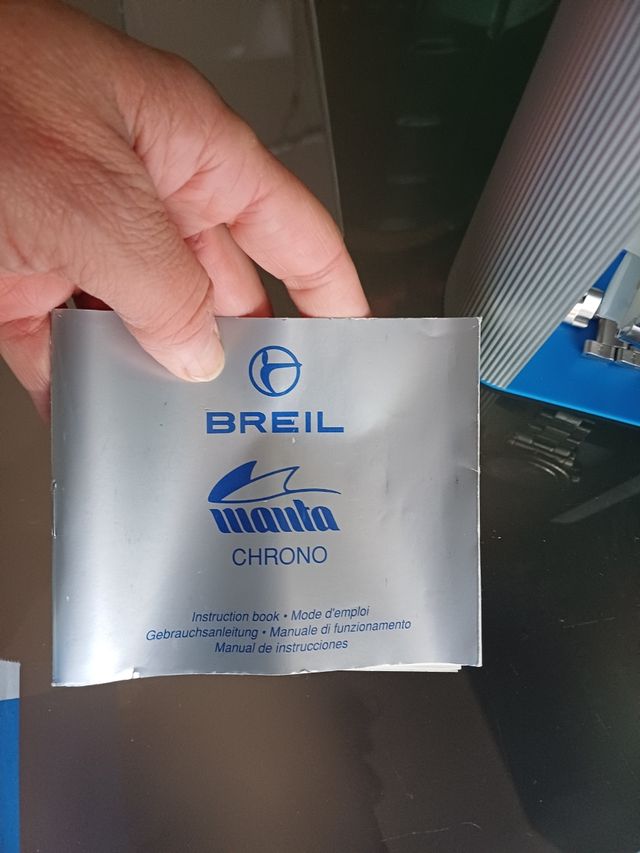 BREIL
manta
CHRONO
Instruction book • Mode d'emploi
Gebrauchsanleitung • Manuale di funzionamento
Manual de instrucciones